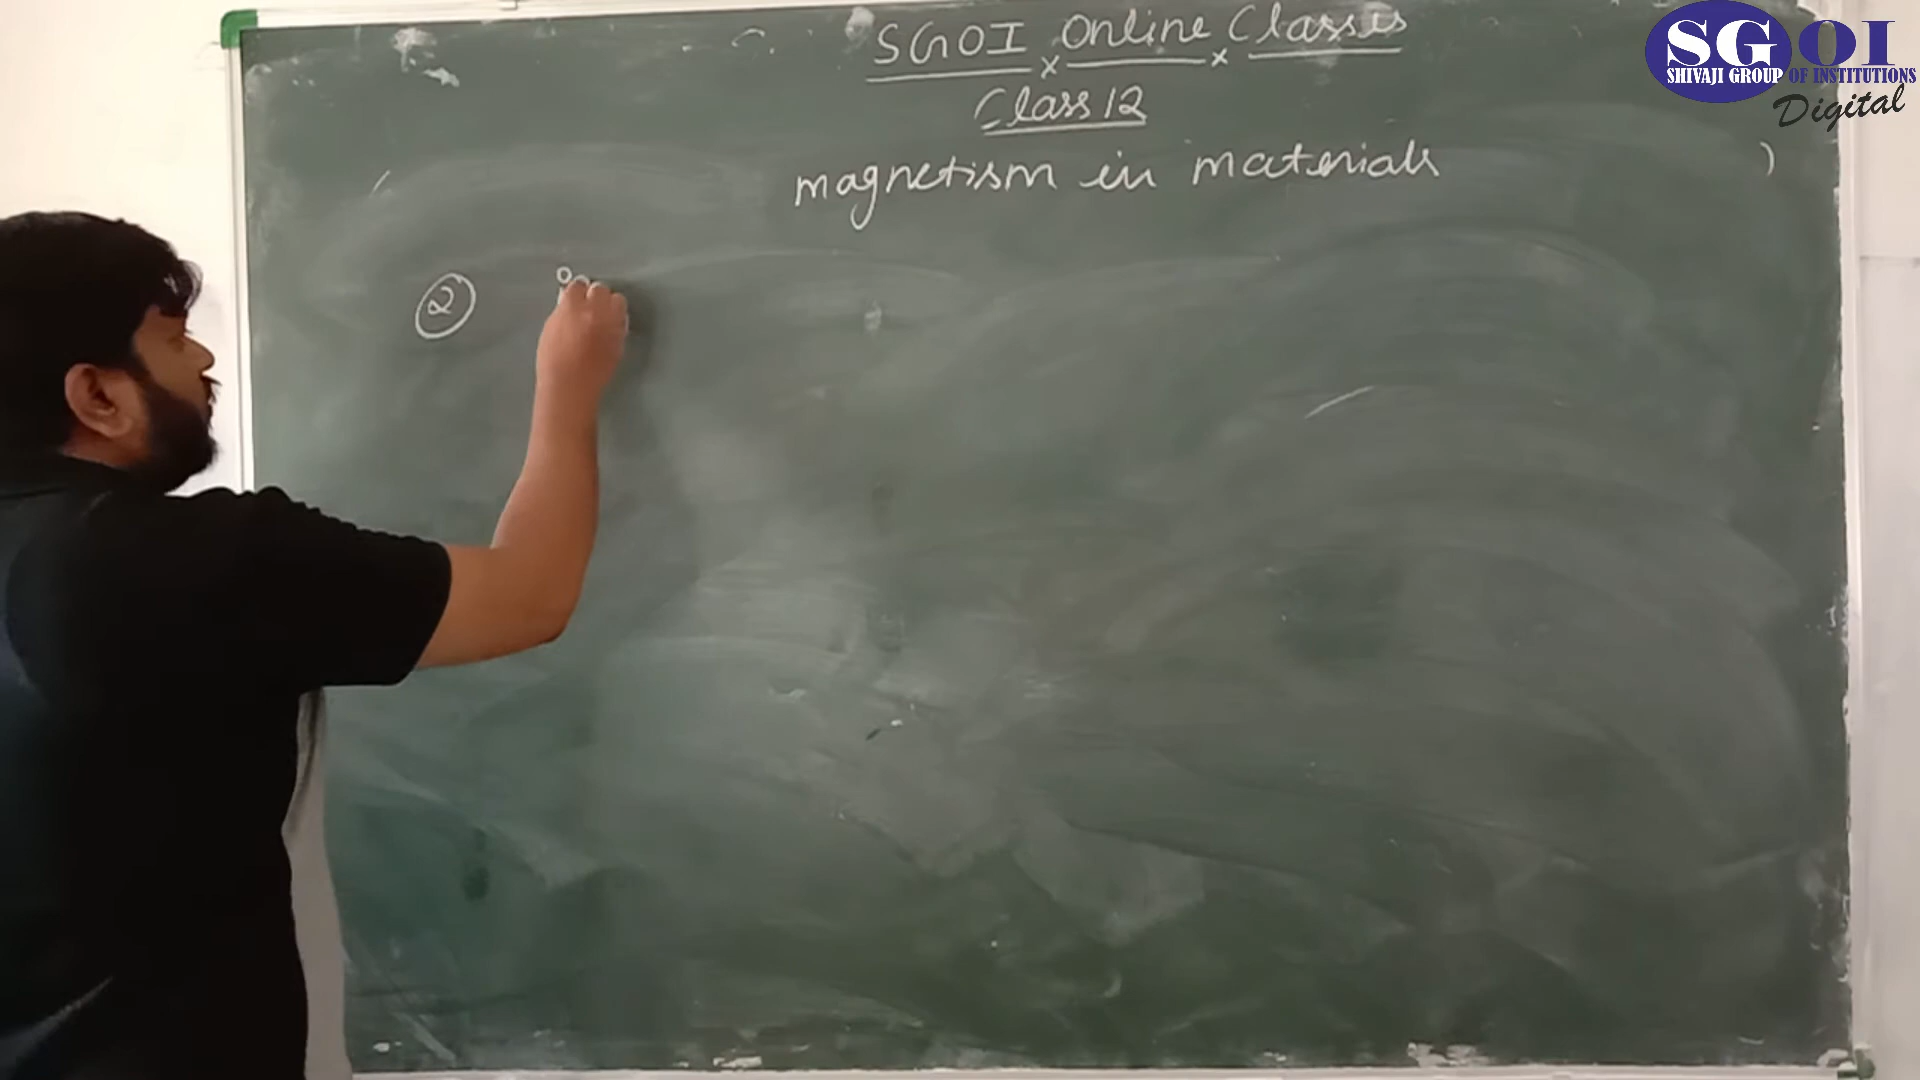 SGOI Online Classes
Class 12
magnetism in materials
2
SGOI
SHIVAJI GROUP OF INSTITUTIONS
Digital